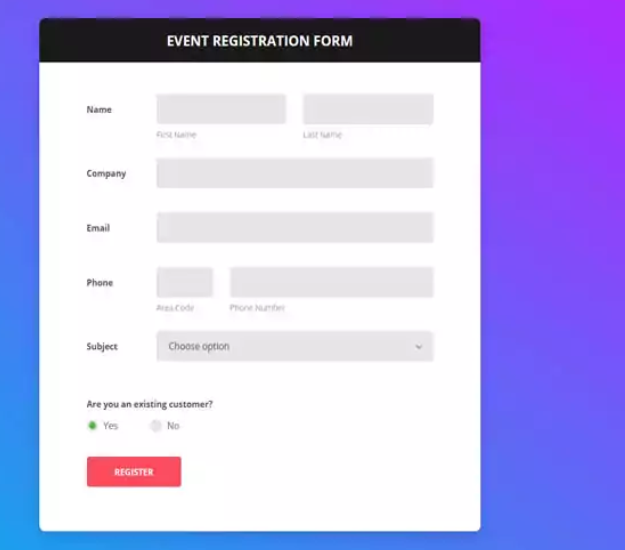 EVENT REGISTRATION FORM
Name
First Name Last Name
Company
Email
Phone
Area Code Phone Number
Subject Choose option
Are you an existing customer?
Yes No
REGISTER